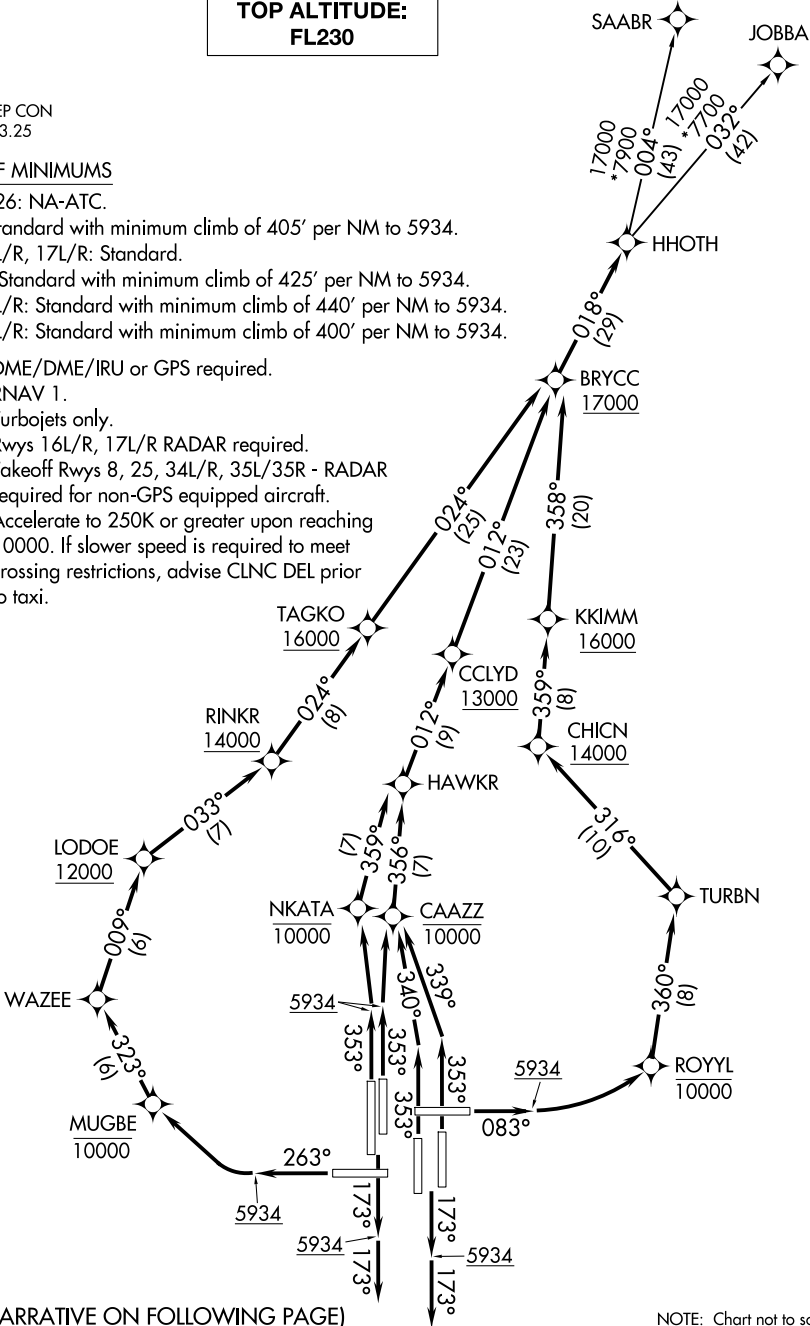 TOP ALTITUDE:
FL230
SAABR
JOBBA
EP CON
3.25
F MINIMUMS
26: NA-ATC.
tandard with minimum climb of 405' per NM to 5934.
L/R, 17L/R: Standard.
Standard with minimum climb of 425' per NM to 5934.
L/R: Standard with minimum climb of 440' per NM to 5934.
L/R: Standard with minimum climb of 400' per NM to 5934.
DME/DME/IRU or GPS required.
RNAV 1.
Turbojets only.
Rwys 16L/R, 17L/R RADAR required.
Takeoff Rwys 8, 25, 34L/R, 35L/35R - RADAR
required for non-GPS equipped aircraft.
Accelerate to 250K or greater upon reaching
10000. If slower speed is required to meet
crossing restrictions, advise CLNC DEL prior
to taxi.
17000
*7900
004°
(43)
17000
*7700
032°
(42)
HHOTH
018°
(29)
BRYCC
17000
024°
(25)
012°
(23)
358°
(20)
TAGKO
16000
KKIMM
16000
CCLYD
13000
024°
(8)
012°
(9)
359°
(8)
RINKR
14000
CHICN
14000
HAWKR
033°
(7)
(7)
359°
356°
(7)
316°
(10)
LODOE
12000
NKATA
10000
CAAZZ
10000
TURBN
009°
(6)
WAZEE
340°
339°
360°
(8)
5934
353°
353°
353°
353°
323°
(6)
5934
ROYYL
10000
MUGBE
10000
083°
263°
5934
173°
173°
5934
5934
173°
173°
ARRATIVE ON FOLLOWING PAGE)
NOTE: Chart not to sc